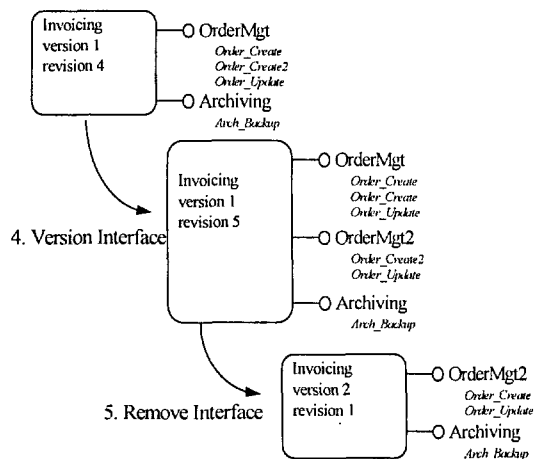 Invoicing
version 1
revision 4
OrderMgt
Order_Create
Order_Create2
Order_Update
Archiving
Arch_Backup
4. Version Interface
Invoicing
version 1
revision 5
OrderMgt
Order_Create
Order_Create
Order_Update
OrderMgt2
Order_Create2
Order_Update
Archiving
Arch_Backup
5. Remove Interface
Invoicing
version 2
revision 1
OrderMgt2
Order_Create
Order_Update
Archiving
Arch_Backup